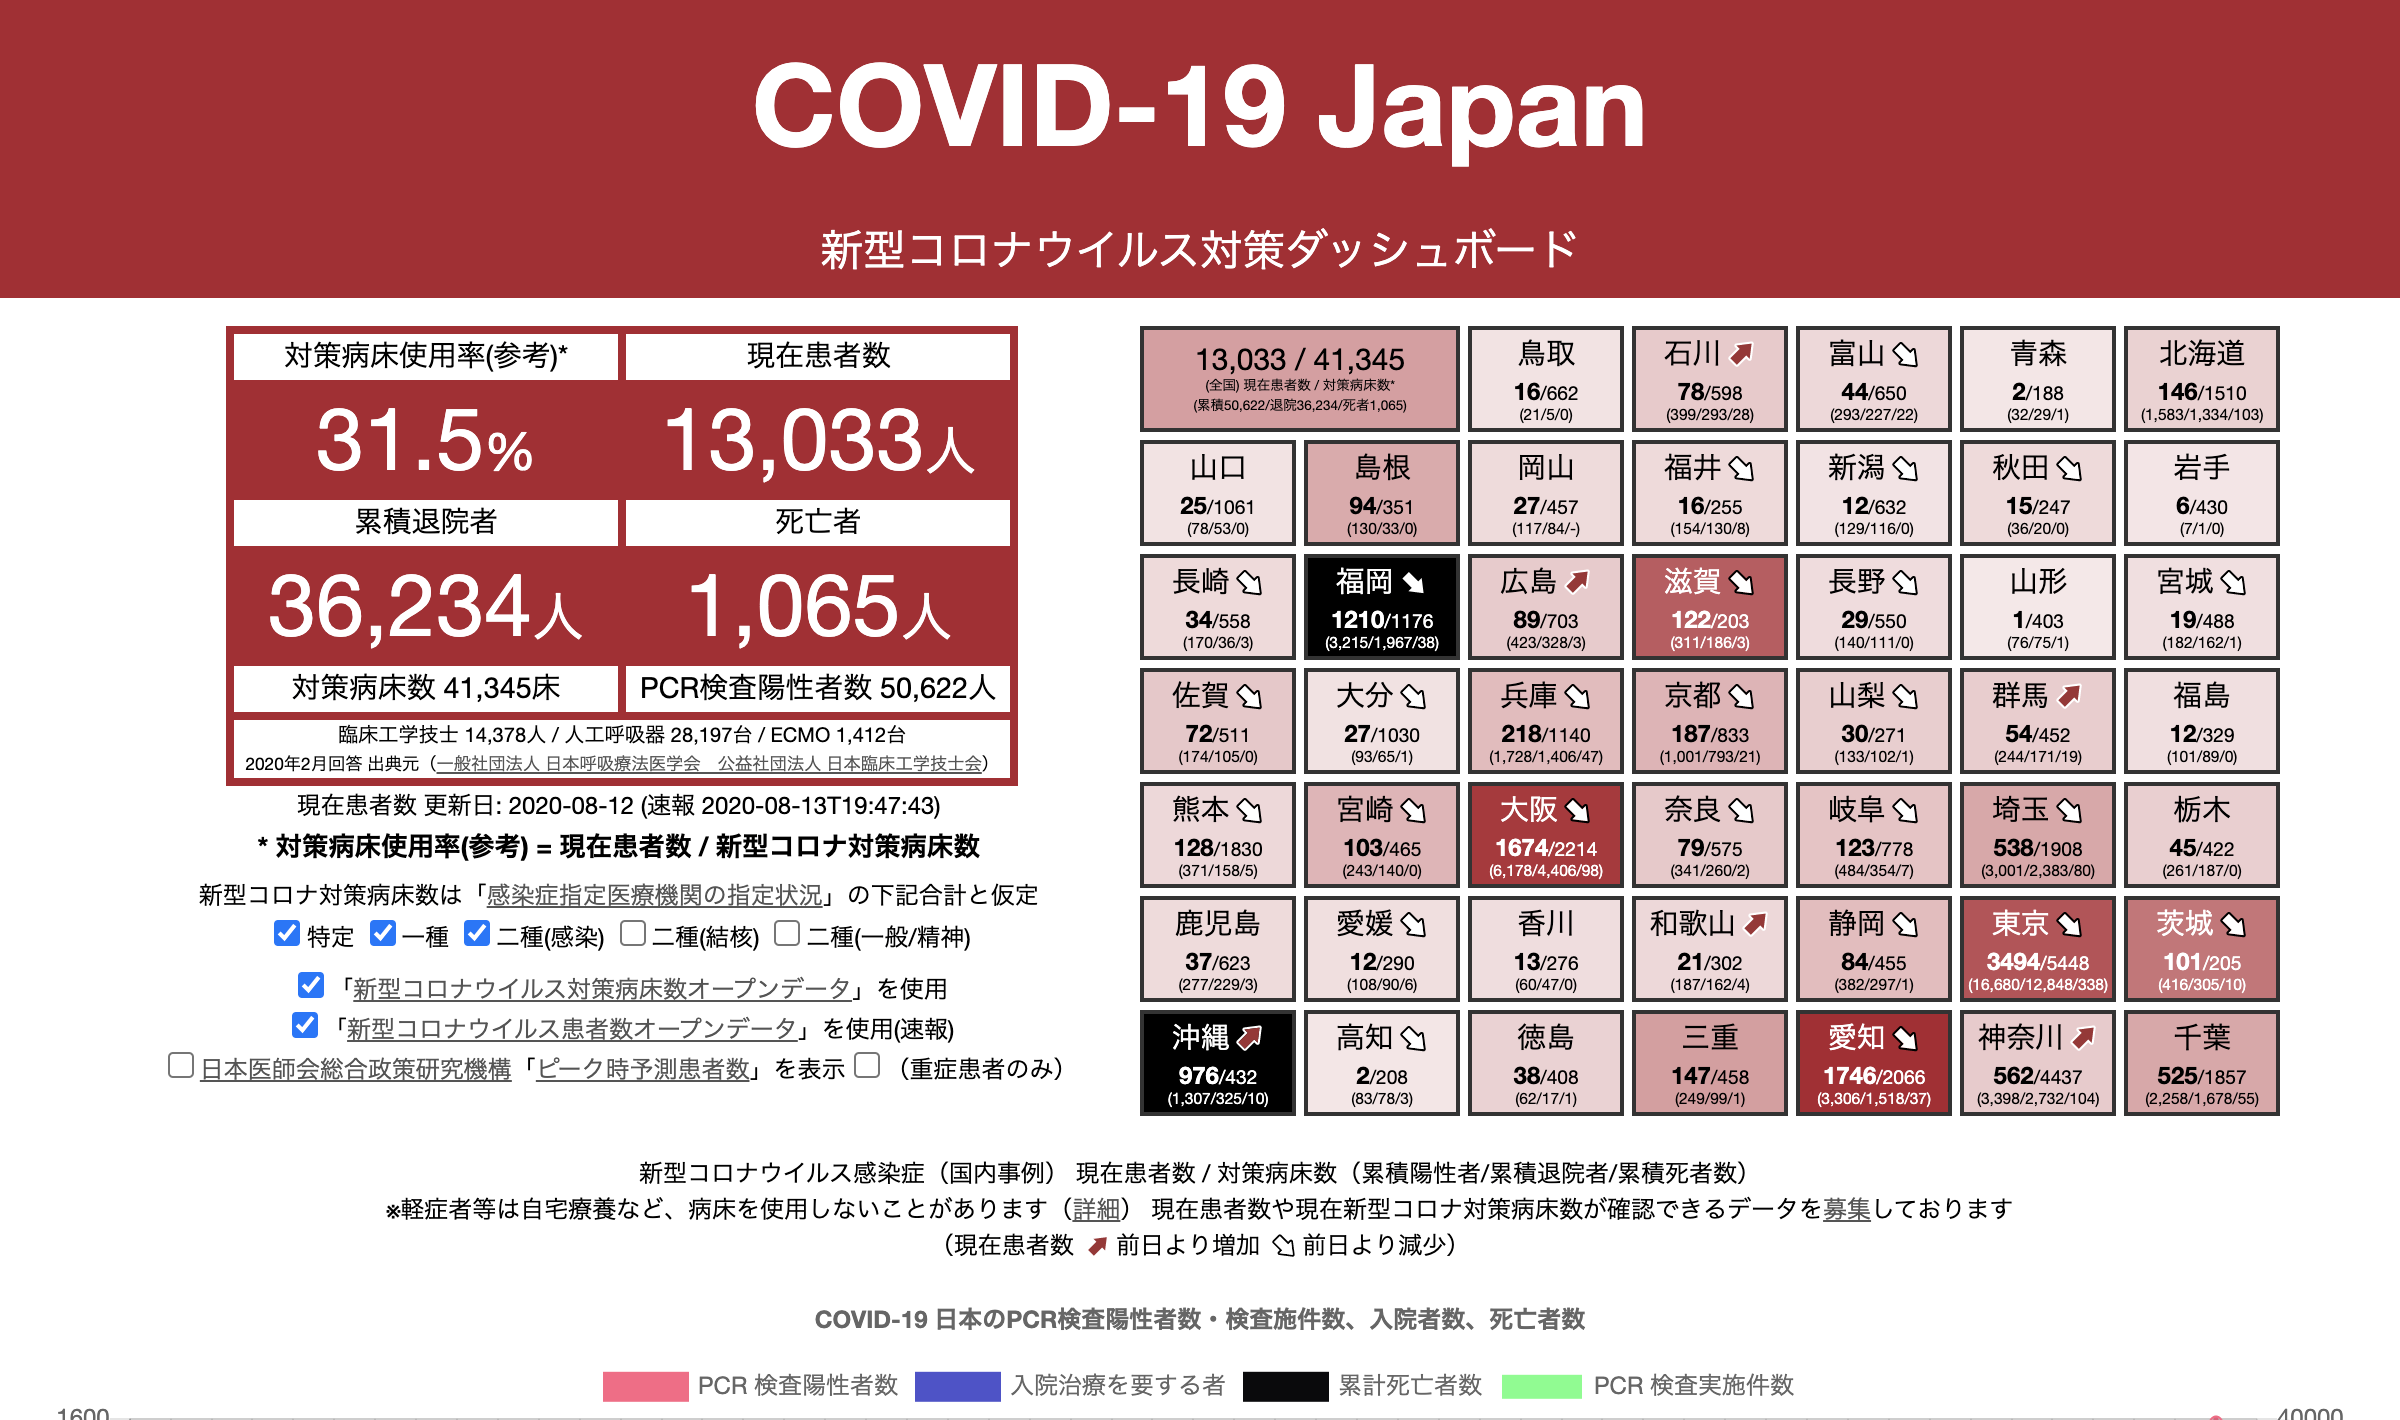 COVID-19 Japan
新型コロナウイルス対策ダッシュボード
対策病床使用率(参考)* 現在患者数
31.5% 13,033人
累積退院者 死亡者
36,234人 1,065人
対策病床数 41,345床 PCR検査陽性者数 50,622人
臨床工学技士 14,378人 / 人工呼吸器 28,197台 / ECMO 1,412台
2020年2月回答 出典元（一般社団法人 日本呼吸療法医学会　公益社団法人 日本臨床工学技士会）
現在患者数 更新日: 2020-08-12 (速報 2020-08-13T19:47:43)
* 対策病床使用率(参考) = 現在患者数 / 新型コロナ対策病床数
新型コロナ対策病床数は「感染症指定医療機関の指定状況」の下記合計と仮定
特定 一種 二種(感染) 二種(結核) 二種(一般/精神)
「新型コロナウイルス対策病床数オープンデータ」を使用
「新型コロナウイルス患者数オープンデータ」を使用(速報)
日本医師会総合政策研究機構「ピーク時予測患者数」を表示 （重症患者のみ）
13,033 / 41,345
(全国) 現在患者数 / 対策病床数*
(累積50,622/退院36,234/死者1,065)
鳥取
16/662
(21/5/0)
石川
78/598
(399/293/28)
富山
44/650
(293/227/22)
青森
2/188
(32/29/1)
北海道
146/1510
(1,583/1,334/103)
山口
25/1061
(78/53/0)
島根
94/351
(130/33/0)
岡山
27/457
(117/84/-)
福井
16/255
(154/130/8)
新潟
12/632
(129/116/0)
秋田
15/247
(36/20/0)
岩手
6/430
(7/1/0)
長崎
34/558
(170/36/3)
福岡
1210/1176
(3,215/1,967/38)
広島
89/703
(423/328/3)
滋賀
122/203
(311/186/3)
長野
29/550
(140/111/0)
山形
1/403
(76/75/1)
宮城
19/488
(182/162/1)
佐賀
72/511
(174/105/0)
大分
27/1030
(93/65/1)
兵庫
218/1140
(1,728/1,406/47)
京都
187/833
(1,001/793/21)
山梨
30/271
(133/102/1)
群馬
54/452
(244/171/19)
福島
12/329
(101/89/0)
熊本
128/1830
(371/158/5)
宮崎
103/465
(243/140/0)
大阪
1674/2214
(6,178/4,406/98)
奈良
79/575
(341/260/2)
岐阜
123/778
(484/354/7)
埼玉
538/1908
(3,001/2,383/80)
栃木
45/422
(261/187/0)
鹿児島
37/623
(277/229/3)
愛媛
12/290
(108/90/6)
香川
13/276
(60/47/0)
和歌山
21/302
(187/162/4)
静岡
84/455
(382/297/1)
東京
3494/5448
(16,680/12,848/338)
茨城
101/205
(416/305/10)
沖縄
976/432
(1,307/325/10)
高知
2/208
(83/78/3)
徳島
38/408
(62/17/1)
三重
147/458
(249/99/1)
愛知
1746/2066
(3,306/1,518/37)
神奈川
562/4437
(3,398/2,732/104)
千葉
525/1857
(2,258/1,678/55)
新型コロナウイルス感染症（国内事例） 現在患者数 / 対策病床数（累積陽性者/累積退院者/累積死者数）
※軽症者等は自宅療養など、病床を使用しないことがあります（詳細） 現在患者数や現在新型コロナ対策病床数が確認できるデータを募集しております
（現在患者数 前日より増加 前日より減少）
COVID-19 日本のPCR検査陽性者数・検査施件数、入院者数、死亡者数
PCR 検査陽性者数 入院治療を要する者 累計死亡者数 PCR 検査実施件数
1600 40000